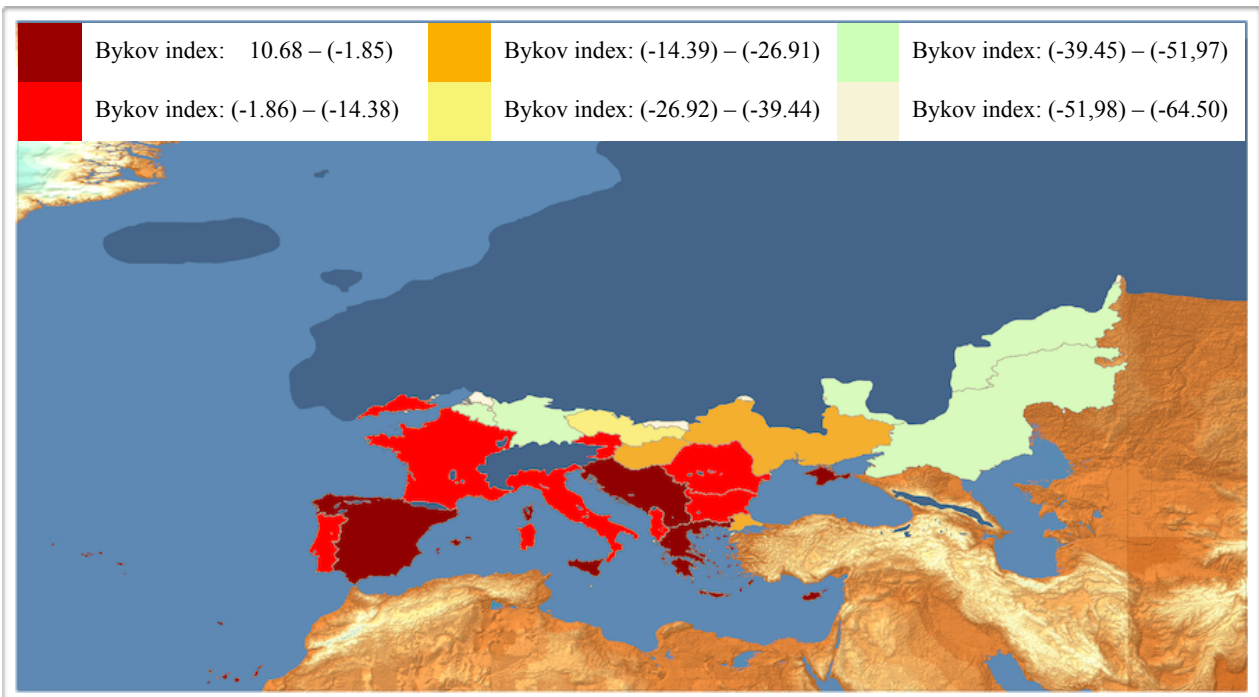 Bykov index: 10.68 – (-1.85)
Bykov index: (-14.39) – (-26.91)
Bykov index: (-39.45) – (-51,97)
Bykov index: (-1.86) – (-14.38)
Bykov index: (-26.92) – (-39.44)
Bykov index: (-51,98) – (-64.50)